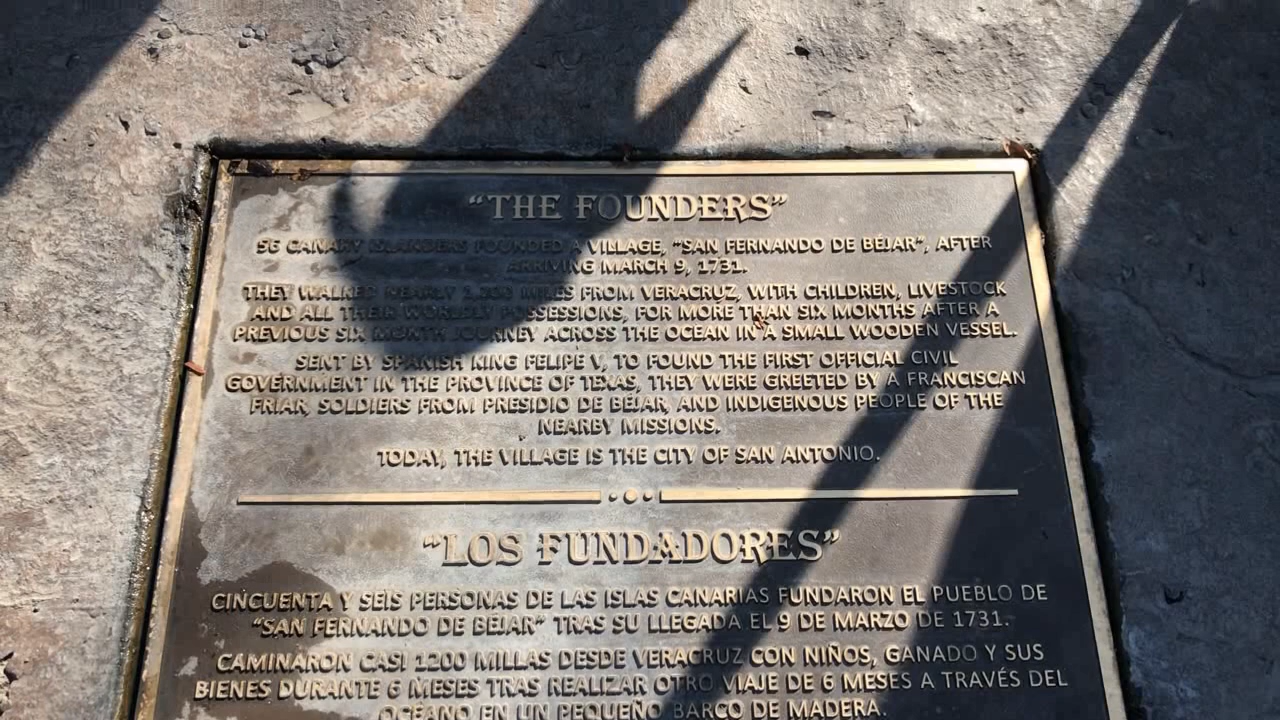 "THE FOUNDERS"
56 CANARY ISLANDERS FOUNDED A VILLAGE, "SAN FERNANDO DE BÉJAR", AFTER
ARRIVING MARCH 9, 1731.
THEY WALKED NEARLY 1,200 MILES FROM VERACRUZ, WITH CHILDREN, LIVESTOCK
AND ALL THEIR WORLDLY POSSESSIONS, FOR MORE THAN SIX MONTHS AFTER A
PREVIOUS SIX MONTH JOURNEY ACROSS THE OCEAN IN A SMALL WOODEN VESSEL.
SENT BY SPANISH KING FELIPE V, TO FOUND THE FIRST OFFICIAL CIVIL
GOVERNMENT IN THE PROVINCE OF TEXAS, THEY WERE GREETED BY A FRANCISCAN
FRIAR, SOLDIERS FROM PRESIDIO DE BÉJAR, AND INDIGENOUS PEOPLE OF THE
NEARBY MISSIONS.
TODAY, THE VILLAGE IS THE CITY OF SAN ANTONIO.
"LOS FUNDADORES"
CINCUENTA Y SEIS PERSONAS DE LAS ISLAS CANARIAS FUNDARON EL PUEBLO DE
"SAN FERNANDO DE BEJAR" TRAS SU LLEGADA EL 9 DE MARZO DE 1731.
CAMINARON CASI 1200 MILLAS DESDE VERACRUZ CON NIÑOS, GANADO Y SUS
BIENES DURANTE 6 MESES TRAS REALIZAR OTRO VIAJE DE 6 MESES A TRAVÉS DEL
OCÉANO EN UN PEQUEÑO BARCO DE MADERA.